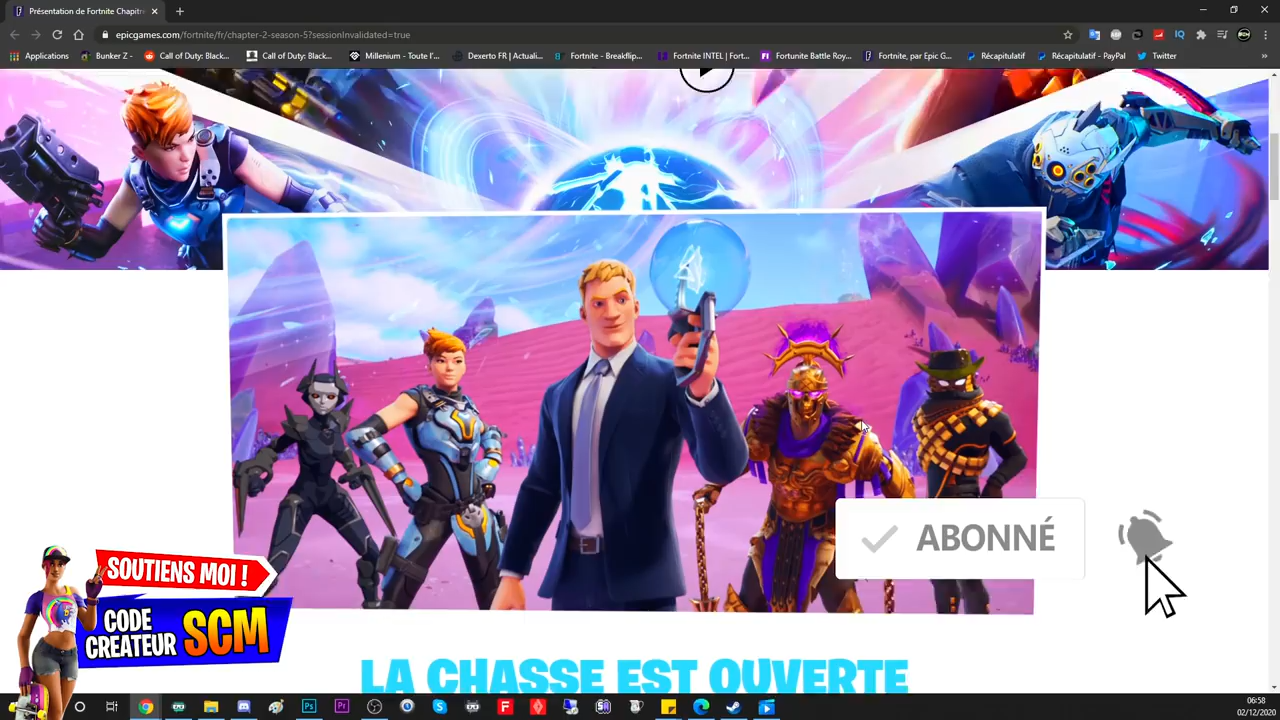 Présentation de Fortnite Chapitr
epicgames.com/fortnite/fr/chapter-2-season-5?sessionInvalidated=true
Applications
Bunker Z -
Call of Duty: Black...
Call of Duty: Black...
Millenium - Toute l'...
Dexerto FR | Actuali...
Fortnite - Breakflip...
Fortnite INTEL | Fort...
Fortunite Battle Roy...
Fortnite, par Epic G...
Récapitulatif
Récapitulatif - PayPal
Twitter
»
ABONNÉ
SOUTIENS MOI !
CODE
CREATEUR SCM
LA CHASSE EST OUVERTE
06:58
02/12/2020